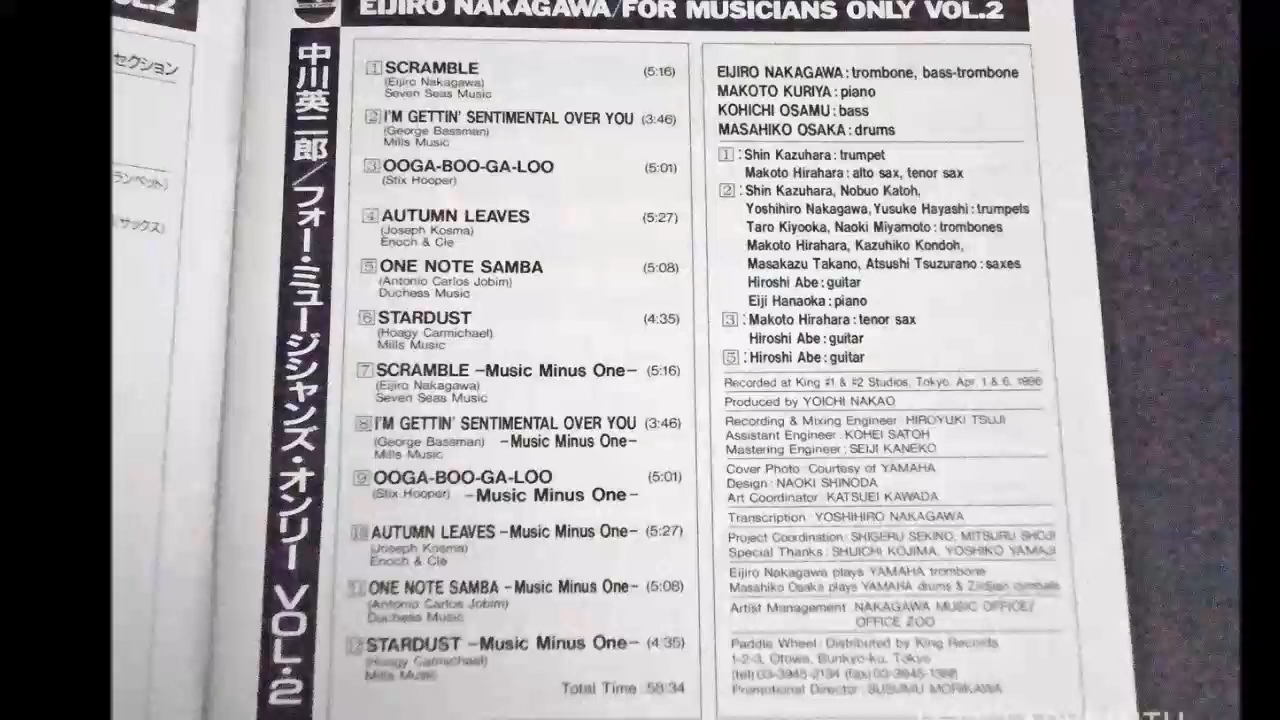 VOL.2
セクション
ランペット)
サックス)
EIJIRO NAKAGAWA/FOR MUSICIANS ONLY VOL.2
中川英二郎/フォー・ミュージシャンズ・オンリー VOL.2
1 SCRAMBLE (5:16)
(Eijiro Nakagawa)
Seven Seas Music
2 I'M GETTIN' SENTIMENTAL OVER YOU (3:46)
(George Bassman)
Mills Music
3 OOGA-BOO-GA-LOO (5:01)
(Stix Hooper)
4 AUTUMN LEAVES (5:27)
(Joseph Kosma)
Enoch & Cie
5 ONE NOTE SAMBA (5:08)
(Antonio Carlos Jobim)
Duchess Music
6 STARDUST (4:35)
(Hoagy Carmichael)
Mills Music
7 SCRAMBLE -Music Minus One- (5:16)
(Eijiro Nakagawa)
Seven Seas Music
8 I'M GETTIN' SENTIMENTAL OVER YOU (3:46)
(George Bassman) -Music Minus One-
Mills Music
9 OOGA-BOO-GA-LOO (5:01)
(Stix Hooper) -Music Minus One-
10 AUTUMN LEAVES -Music Minus One- (5:27)
(Joseph Kosma)
Enoch & Cie
11 ONE NOTE SAMBA -Music Minus One- (5:08)
(Antonio Carlos Jobim)
Duchess Music
12 STARDUST -Music Minus One- (4:35)
(Hoagy Carmichael)
Mills Music
Total Time :58:34
EIJIRO NAKAGAWA : trombone, bass-trombone
MAKOTO KURIYA : piano
KOHICHI OSAMU : bass
MASAHIKO OSAKA : drums
1 : Shin Kazuhara : trumpet
Makoto Hirahara : alto sax, tenor sax
2 : Shin Kazuhara, Nobuo Katoh,
Yoshihiro Nakagawa, Yusuke Hayashi : trumpets
Taro Kiyooka, Naoki Miyamoto : trombones
Makoto Hirahara, Kazuhiko Kondoh,
Masakazu Takano, Atsushi Tsuzurano : saxes
Hiroshi Abe : guitar
Eiji Hanaoka : piano
3 : Makoto Hirahara : tenor sax
Hiroshi Abe : guitar
5 : Hiroshi Abe : guitar
Recorded at King #1 & #2 Studios, Tokyo. Apr. 1 & 6, 1996
Produced by YOICHI NAKAO
Recording & Mixing Engineer : HIROYUKI TSUJI
Assistant Engineer : KOHEI SATOH
Mastering Engineer : SEIJI KANEKO
Cover Photo : Courtesy of YAMAHA
Design : NAOKI SHINODA
Art Coordinator : KATSUEI KAWADA
Transcription : YOSHIHIRO NAKAGAWA
Project Coordination : SHIGERU SEKINO, MITSURU SHOJI
Special Thanks : SHUICHI KOJIMA, YOSHIKO YAMAJI
Eijiro Nakagawa plays YAMAHA trombone
Masahiko Osaka plays YAMAHA drums & Zildjian cymbals
Artist Management : NAKAGAWA MUSIC OFFICE/
OFFICE ZOO
Paddle Wheel : Distributed by King Records
1-2-3, Otowa, Bunkyo-ku, Tokyo
(tel) 03-3945-2134 (fax) 03-3945-
Promotional Director : SUSUMU MORIKAWA